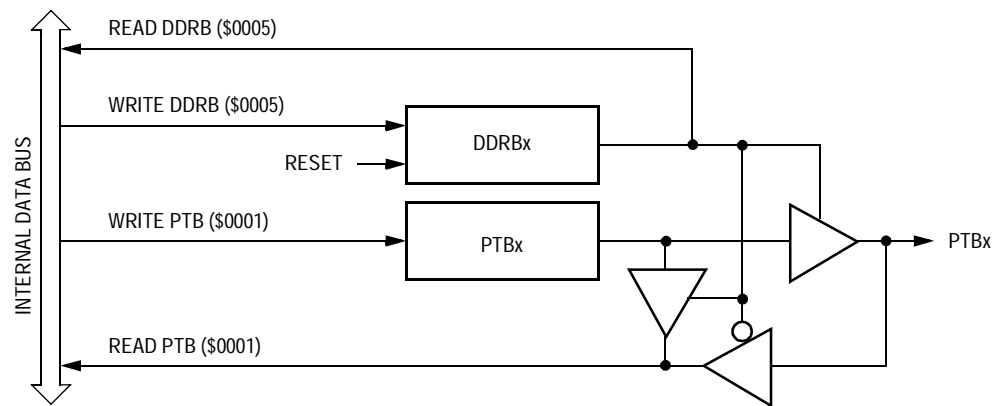 READ DDRB ($0005)
WRITE DDRB ($0005)
DDRBx
RESET
INTERNAL DATA BUS
WRITE PTB ($0001)
PTBx
PTBx
READ PTB ($0001)